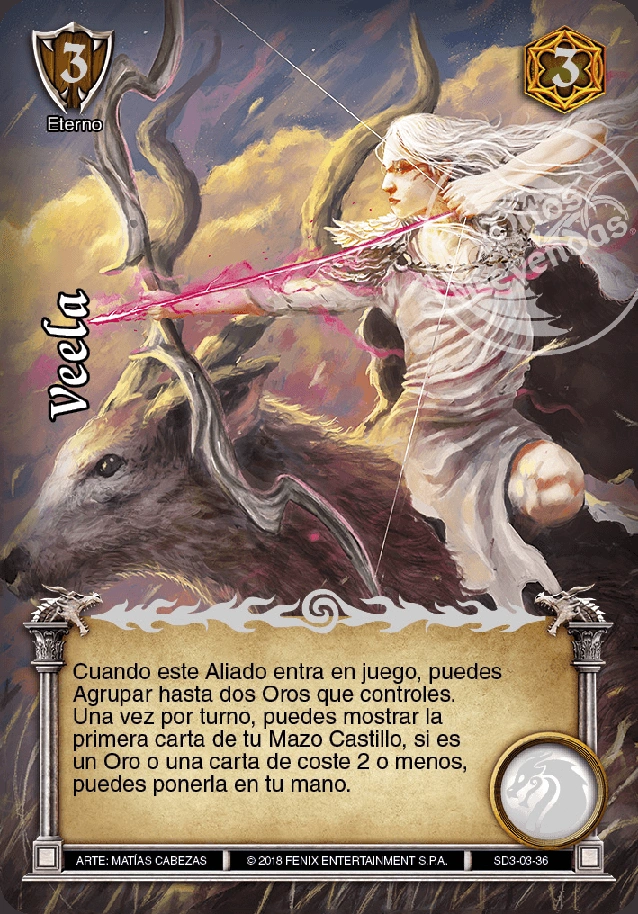 3
3
Eterno
Mitos
y Leyendas
Veela
Cuando este Aliado entra en juego, puedes
Agrupar hasta dos Oros que controles.
Una vez por turno, puedes mostrar la
primera carta de tu Mazo Castillo, si es
un Oro o una carta de coste 2 o menos,
puedes ponerla en tu mano.
ARTE: MATÍAS CABEZAS
© 2018 FENIX ENTERTAINMENT S.P.A.
SD3-03-36